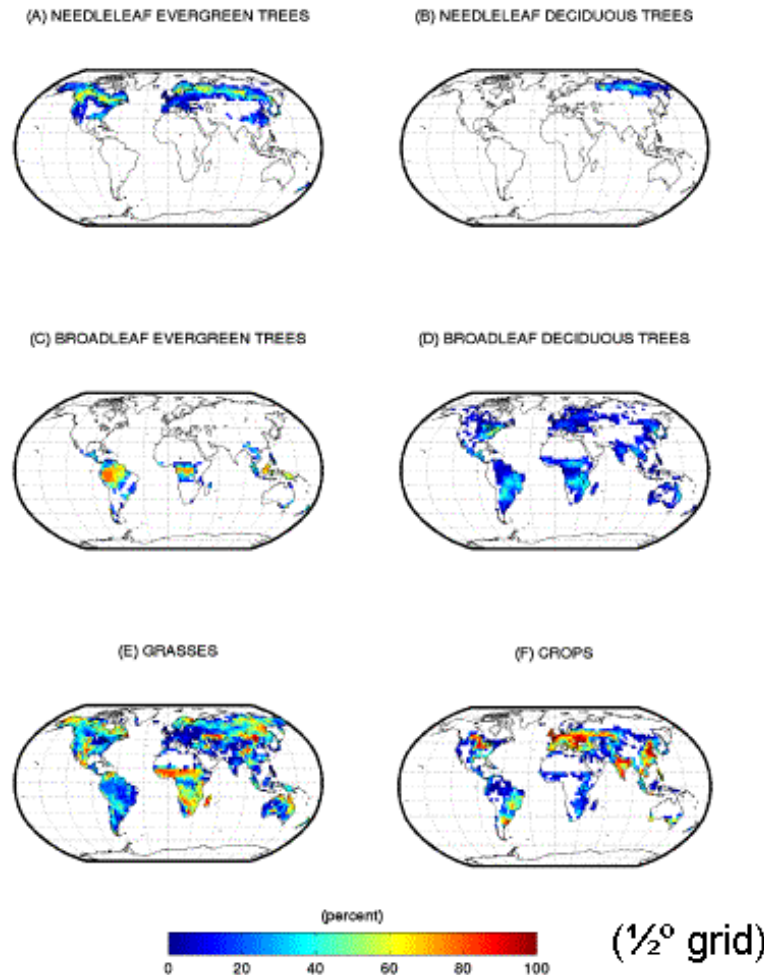 (A) NEEDLELEAF EVERGREEN TREES
(B) NEEDLELEAF DECIDUOUS TREES
(C) BROADLEAF EVERGREEN TREES
(D) BROADLEAF DECIDUOUS TREES
(E) GRASSES
(F) CROPS
(percent)
(½º grid)
0 20 40 60 80 100